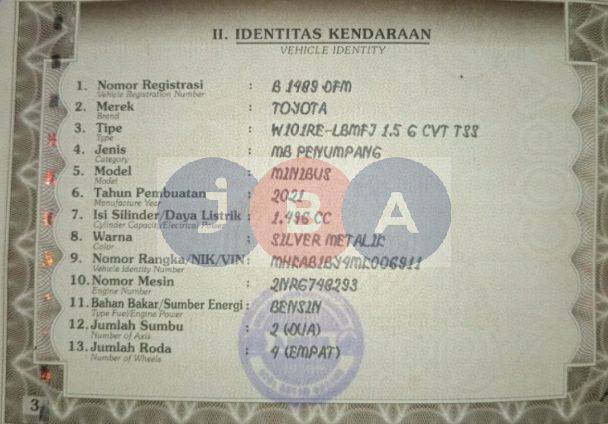 II. IDENTITAS KENDARAAN
VEHICLE IDENTITY
1. Nomor Registrasi : B 1489 DFM
Vehicle Registration Number
2. Merek : TOYOTA
Brand
3. Tipe : W101RE-LBMFJ 1.5 G CVT TSS
Type
4. Jenis : MB PENUMPANG
Category
5. Model : MINIBUS
Model
6. Tahun Pembuatan : 2021
Manufacture Year
7. Isi Silinder/Daya Listrik : 1.496 CC
Cylinder Capacity/Electrical Power
8. Warna : SILVER METALIK
Color
9. Nomor Rangka/NIK/VIN : MHKAB1BY4MK006911
Vehicle Identity Number
10. Nomor Mesin : 2NRG748293
Engine Number
11. Bahan Bakar/Sumber Energi : BENSIN
Type Fuel/Engine Power
12. Jumlah Sumbu : 2 (DUA)
Number of Axis
13. Jumlah Roda : 4 (EMPAT)
Number of Wheels
3
jBA